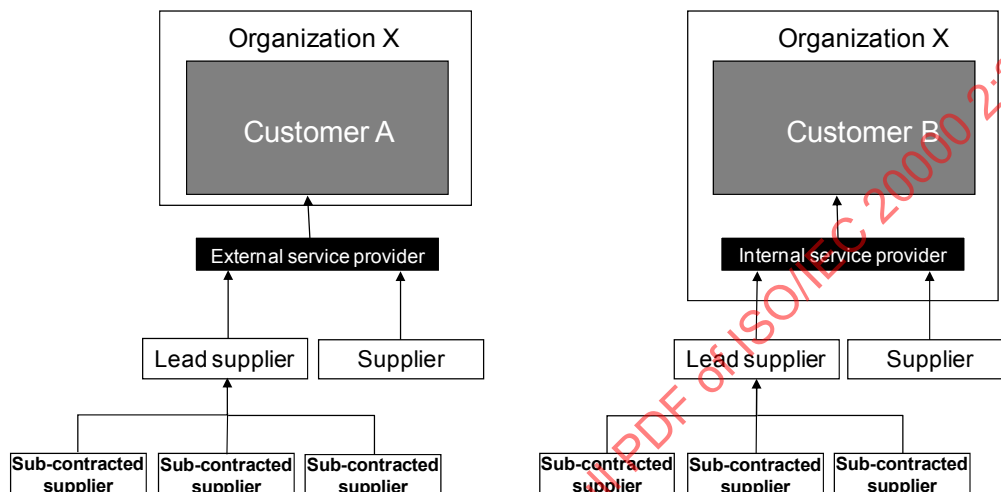 Organization X
Customer A
External service provider
Lead supplier
Supplier
Sub-contracted
supplier
Sub-contracted
supplier
Sub-contracted
supplier
Organization X
Customer B
Internal service provider
Lead supplier
Supplier
Sub-contracted
supplier
Sub-contracted
supplier
Sub-contracted
supplier
PDF of ISO/IEC 20000 2: